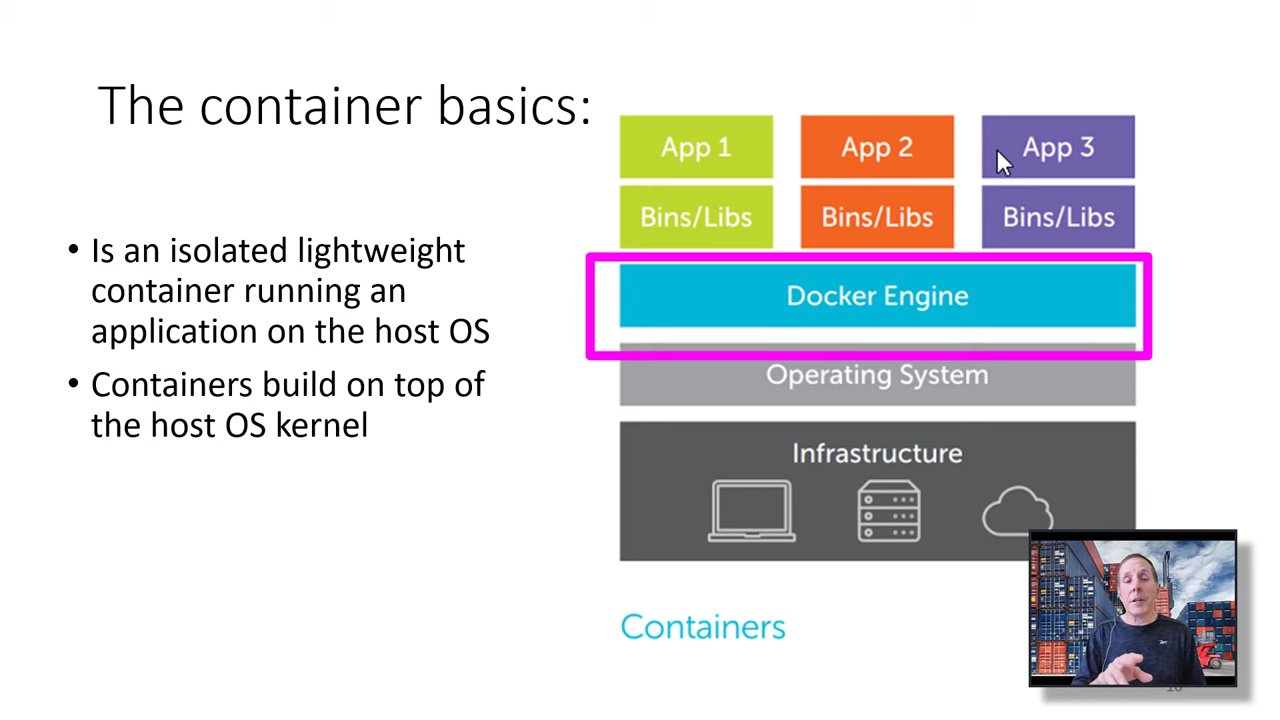 The container basics:
• Is an isolated lightweight
container running an
application on the host OS
• Containers build on top of
the host OS kernel
App 1
App 2
App 3
Bins/Libs
Bins/Libs
Bins/Libs
Docker Engine
Operating System
Infrastructure
Containers